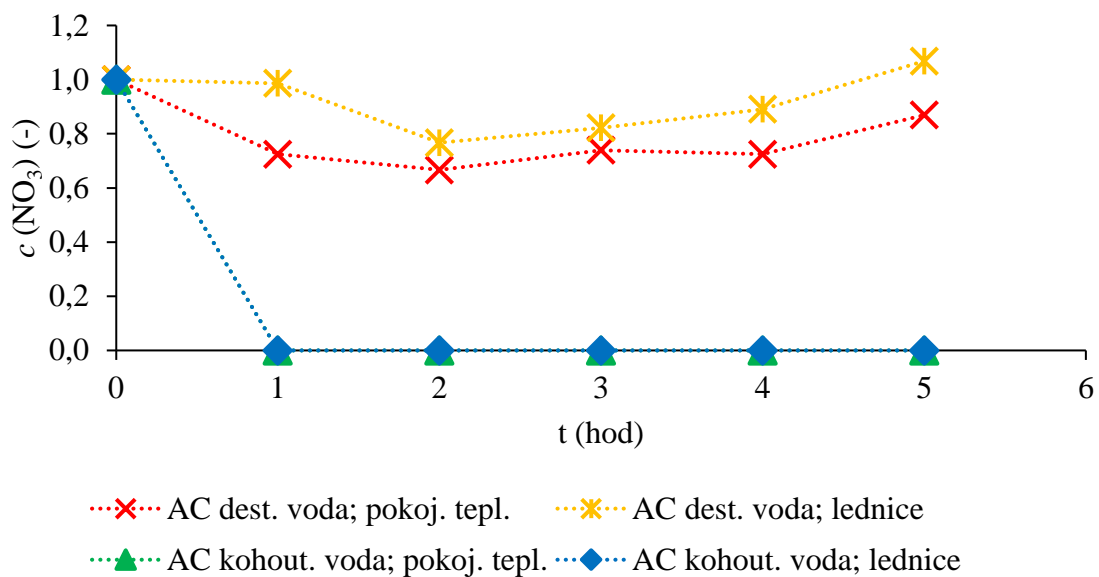 1,2
1,0
0,8
0,6
0,4
0,2
0,0
c (NO₃) (-)
0 1 2 3 4 5 6
t (hod)
AC dest. voda; pokoj. tepl. AC dest. voda; lednice
AC kohout. voda; pokoj. tepl. AC kohout. voda; lednice